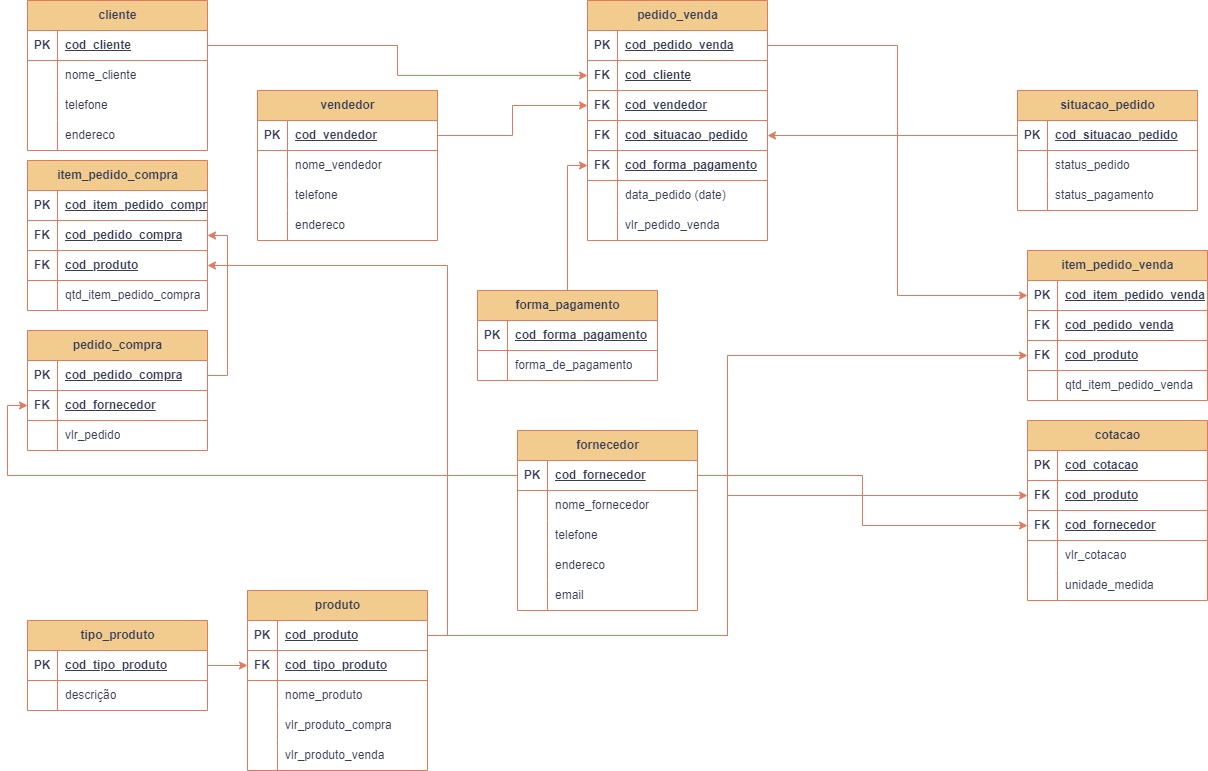 cliente
PK cod_cliente
nome_cliente
telefone
endereco
pedido_venda
PK cod_pedido_venda
FK cod_cliente
FK cod_vendedor
FK cod_situacao_pedido
FK cod_forma_pagamento
data_pedido (date)
vlr_pedido_venda
vendedor
PK cod_vendedor
nome_vendedor
telefone
endereco
situacao_pedido
PK cod_situacao_pedido
status_pedido
status_pagamento
item_pedido_compra
PK cod_item_pedido_compr
FK cod_pedido_compra
FK cod_produto
qtd_item_pedido_compra
item_pedido_venda
PK cod_item_pedido_venda
FK cod_pedido_venda
FK cod_produto
qtd_item_pedido_venda
forma_pagamento
PK cod_forma_pagamento
forma_de_pagamento
pedido_compra
PK cod_pedido_compra
FK cod_fornecedor
vlr_pedido
fornecedor
PK cod_fornecedor
nome_fornecedor
telefone
endereco
email
cotacao
PK cod_cotacao
FK cod_produto
FK cod_fornecedor
vlr_cotacao
unidade_medida
tipo_produto
PK cod_tipo_produto
descrição
produto
PK cod_produto
FK cod_tipo_produto
nome_produto
vlr_produto_compra
vlr_produto_venda